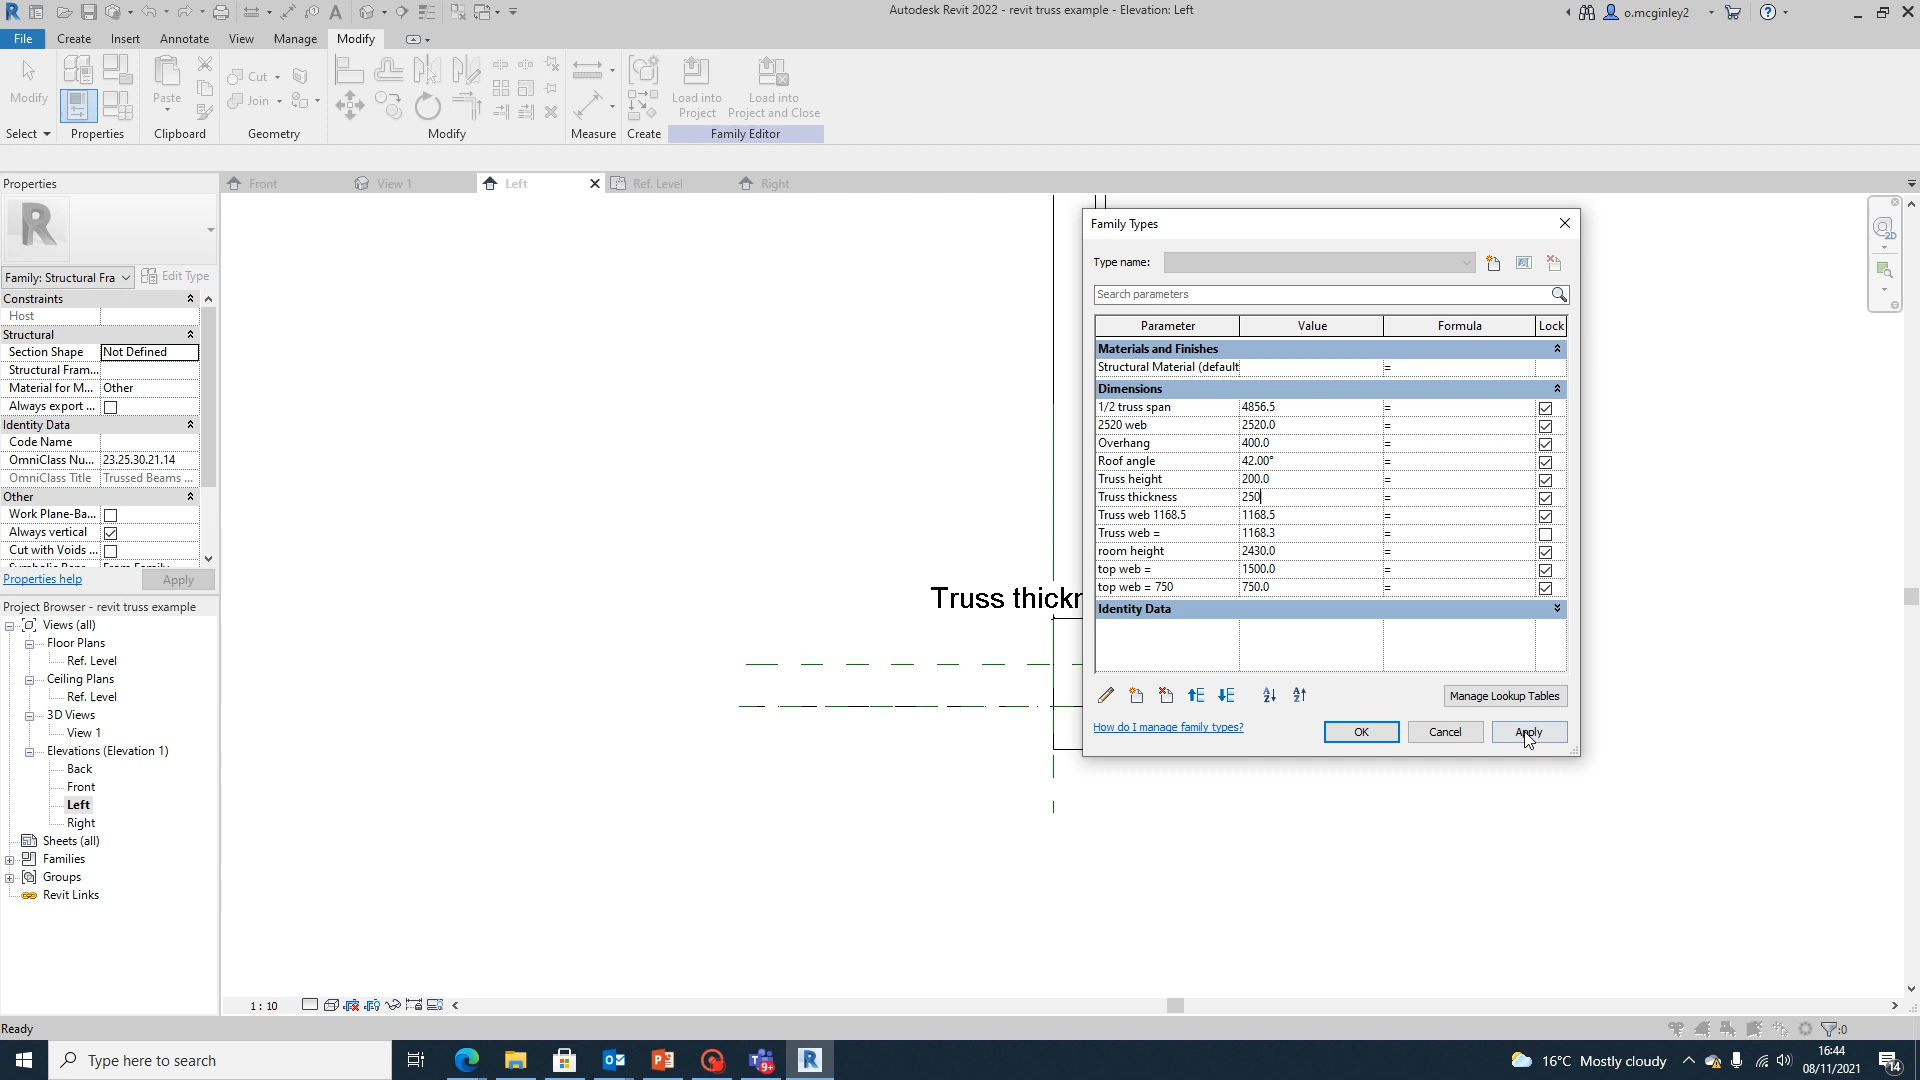 Autodesk Revit 2022 - revit truss example - Elevation: Left
o.mcginley2
File Create Insert Annotate View Manage Modify
Modify
Paste
Cut
Join
Load into Project
Load into Project and Close
Select Properties Clipboard Geometry Modify Measure Create Family Editor
Properties
Front View 1 Left Ref. Level Right
Family: Structural Fra Edit Type
Constraints
Host
Structural
Section Shape Not Defined
Structural Fram...
Material for M... Other
Always export ...
Identity Data
Code Name
OmniClass Nu... 23.25.30.21.14
OmniClass Title Trussed Beams ...
Other
Work Plane-Ba...
Always vertical
Cut with Voids ...
Properties help Apply
Project Browser - revit truss example
Views (all)
Floor Plans
Ref. Level
Ceiling Plans
Ref. Level
3D Views
View 1
Elevations (Elevation 1)
Back
Front
Left
Right
Sheets (all)
Families
Groups
Revit Links
Truss thickn
Family Types
Type name:
Search parameters
Parameter Value Formula Lock
Materials and Finishes
Structural Material (default =
Dimensions
1/2 truss span 4856.5 =
2520 web 2520.0 =
Overhang 400.0 =
Roof angle 42.00° =
Truss height 200.0 =
Truss thickness 250 =
Truss web 1168.5 1168.5 =
Truss web = 1168.3 =
room height 2430.0 =
top web = 1500.0 =
top web = 750 750.0 =
Identity Data
Manage Lookup Tables
How do I manage family types? OK Cancel Apply
1 : 10
Ready
:0
Type here to search
16°C Mostly cloudy
16:44
08/11/2021
14